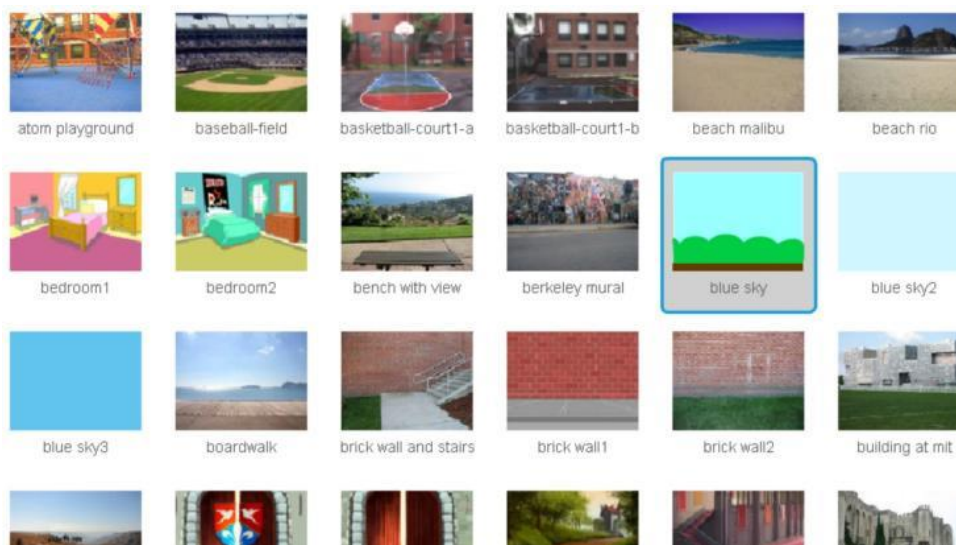 atom playground
baseball-field
basketball-court1-a
basketball-court1-b
beach malibu
beach rio
bedroom1
bedroom2
bench with view
berkeley mural
blue sky
blue sky2
blue sky3
boardwalk
brick wall and stairs
brick wall1
brick wall2
building at mit